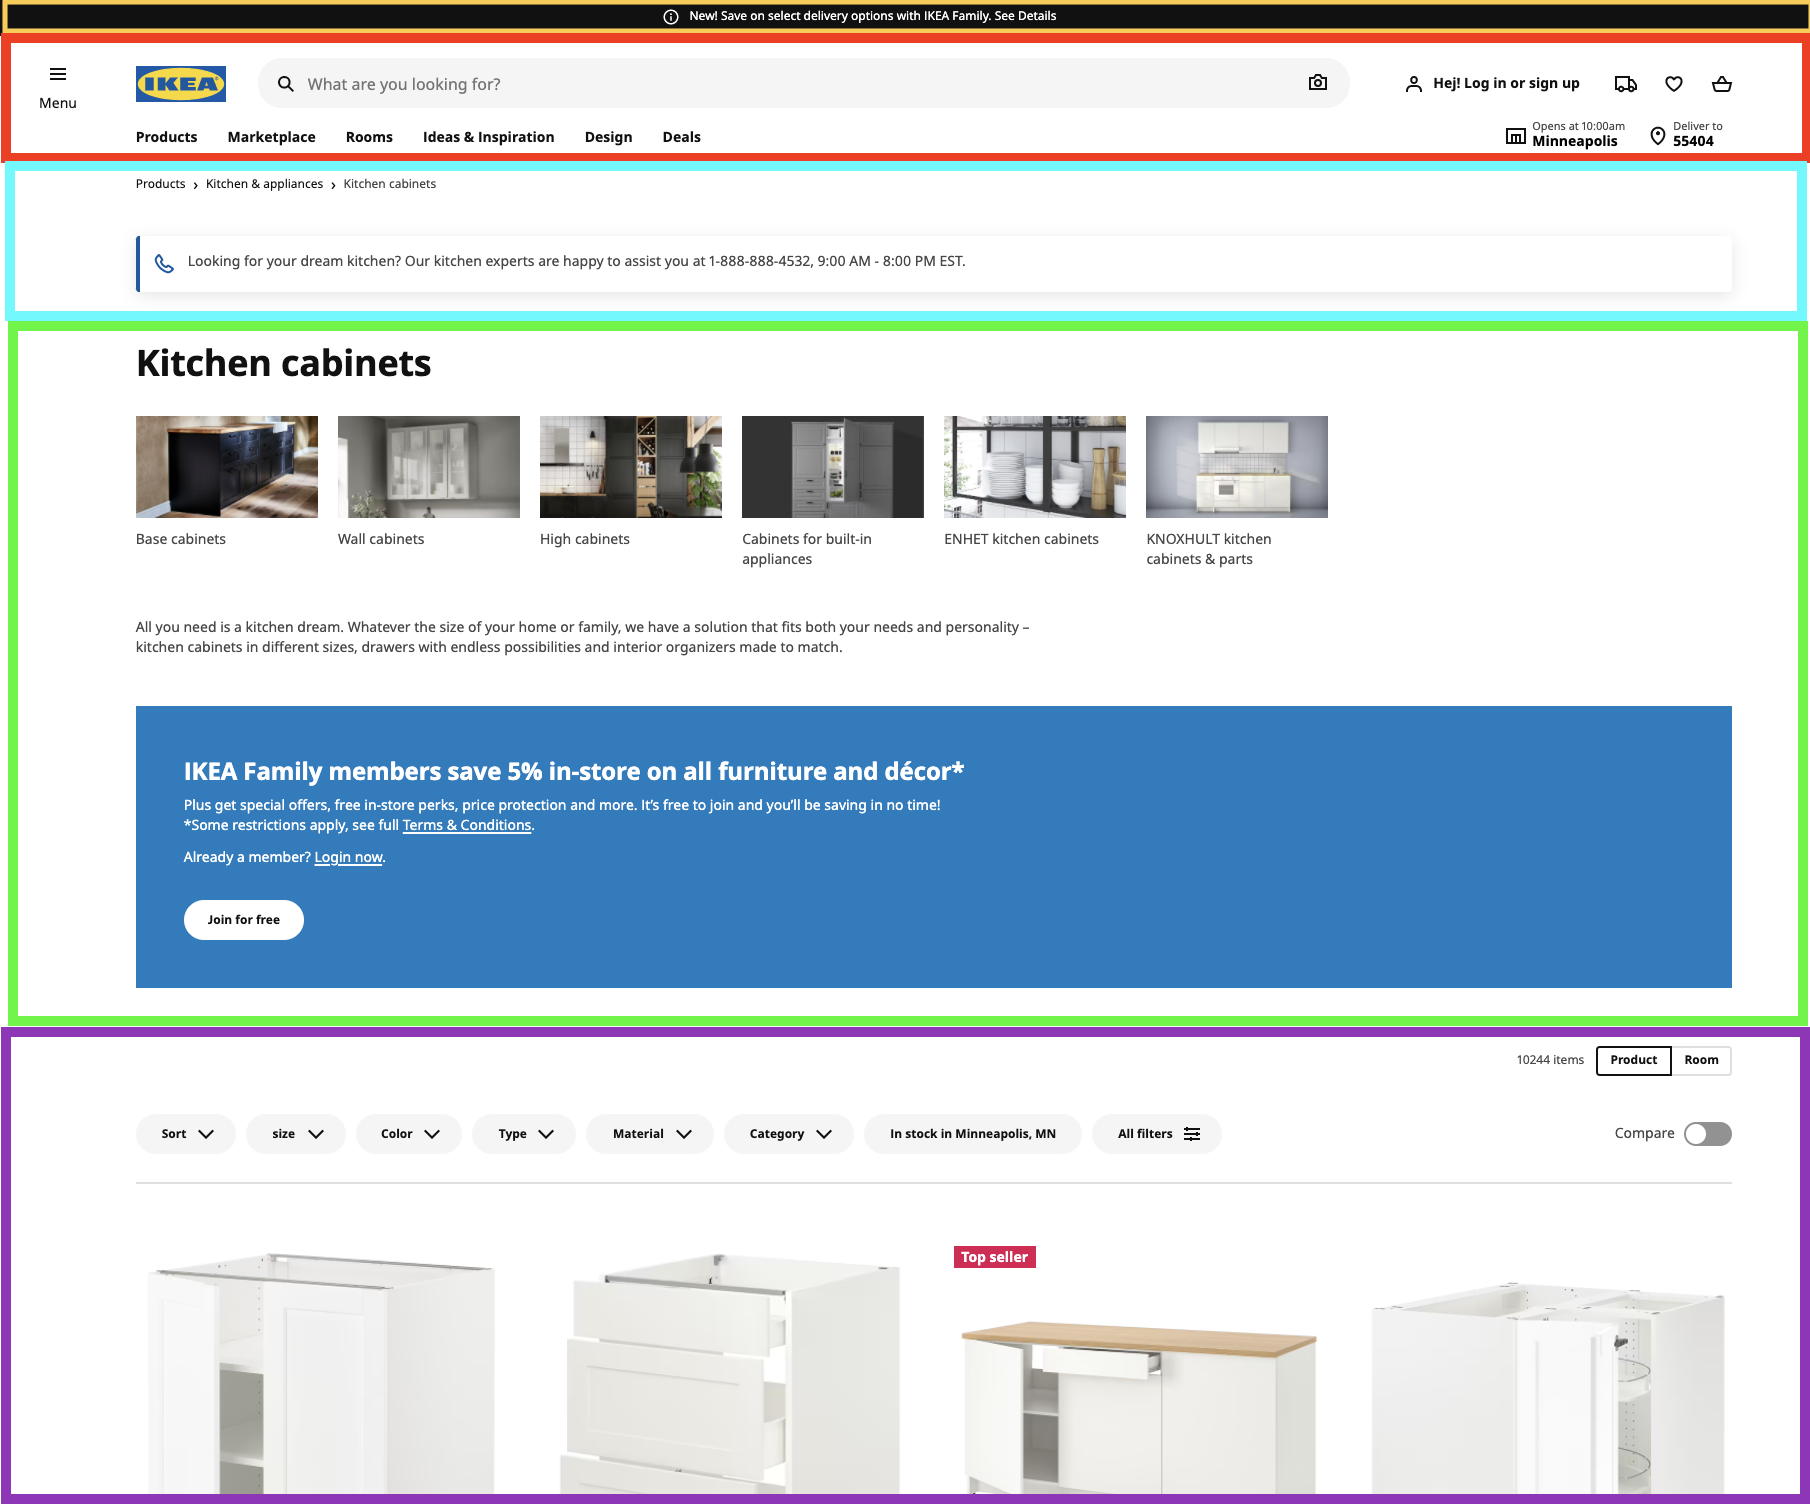 New! Save on select delivery options with IKEA Family. See Details
Menu
IKEA
What are you looking for?
Hej! Log in or sign up
Products
Marketplace
Rooms
Ideas & Inspiration
Design
Deals
Opens at 10:00am
Minneapolis
Deliver to
55404
Products › Kitchen & appliances › Kitchen cabinets
Looking for your dream kitchen? Our kitchen experts are happy to assist you at 1-888-888-4532, 9:00 AM - 8:00 PM EST.
Kitchen cabinets
Base cabinets
Wall cabinets
High cabinets
Cabinets for built-in
appliances
ENHET kitchen cabinets
KNOXHULT kitchen
cabinets & parts
All you need is a kitchen dream. Whatever the size of your home or family, we have a solution that fits both your needs and personality –
kitchen cabinets in different sizes, drawers with endless possibilities and interior organizers made to match.
IKEA Family members save 5% in-store on all furniture and décor*
Plus get special offers, free in-store perks, price protection and more. It’s free to join and you’ll be saving in no time!
*Some restrictions apply, see full Terms & Conditions.
Already a member? Login now.
Join for free
10244 items
Product
Room
Sort
size
Color
Type
Material
Category
In stock in Minneapolis, MN
All filters
Compare
Top seller